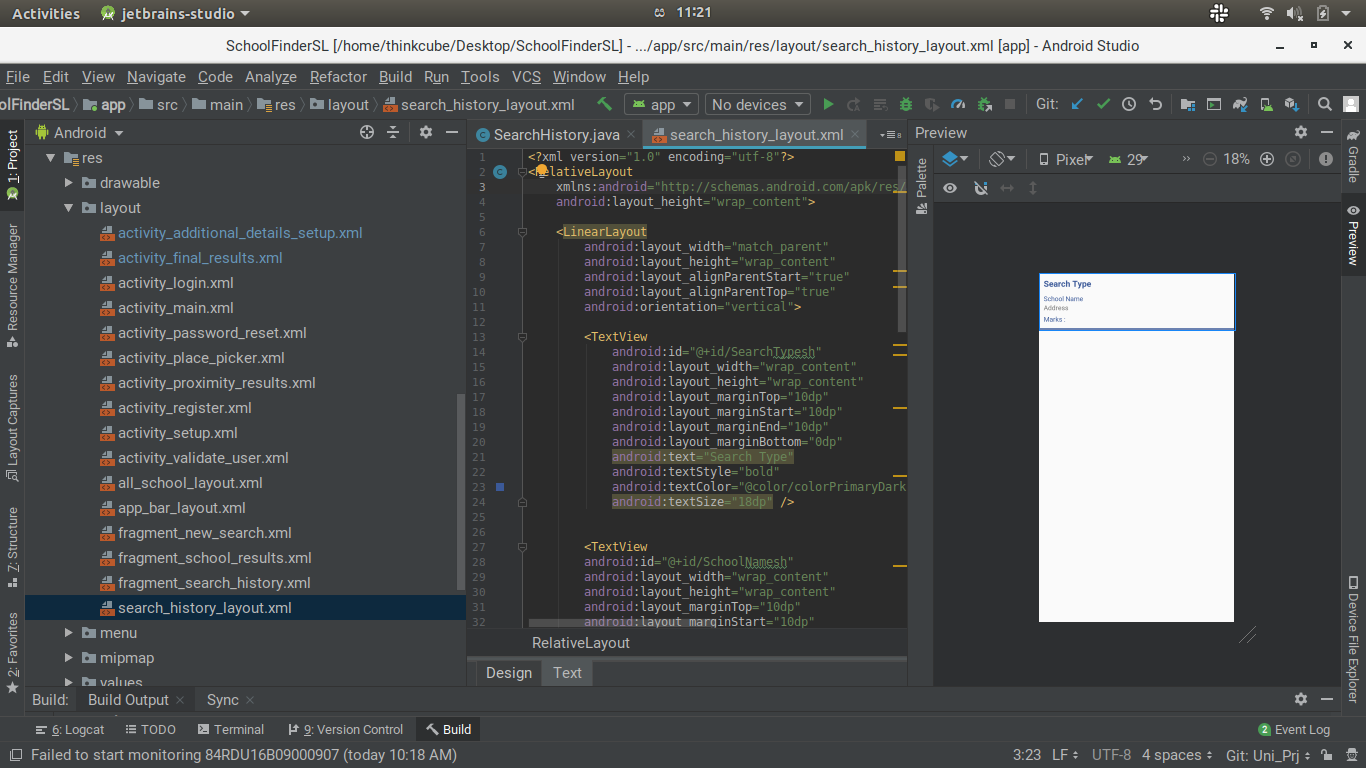 Activities jetbrains-studio 11:21
SchoolFinderSL [/home/thinkcube/Desktop/SchoolFinderSL] - .../app/src/main/res/layout/search_history_layout.xml [app] - Android Studio
File Edit View Navigate Code Analyze Refactor Build Run Tools VCS Window Help
olFinderSL app src main res layout search_history_layout.xml app No devices Git:
Android
SearchHistory.java search_history_layout.xml 8
Preview
1: Project
Resource Manager
Layout Captures
7: Structure
2: Favorites
res
drawable
layout
activity_additional_details_setup.xml
activity_final_results.xml
activity_login.xml
activity_main.xml
activity_password_reset.xml
activity_place_picker.xml
activity_proximity_results.xml
activity_register.xml
activity_setup.xml
activity_validate_user.xml
all_school_layout.xml
app_bar_layout.xml
fragment_new_search.xml
fragment_school_results.xml
fragment_search_history.xml
search_history_layout.xml
menu
mipmap
values
1 <?xml version="1.0" encoding="utf-8"?>
2 <RelativeLayout
3 xmlns:android="http://schemas.android.com/apk/res/
4 android:layout_height="wrap_content">
5
6 <LinearLayout
7 android:layout_width="match_parent"
8 android:layout_height="wrap_content"
9 android:layout_alignParentStart="true"
10 android:layout_alignParentTop="true"
11 android:orientation="vertical">
12
13 <TextView
14 android:id="@+id/SearchTypesh"
15 android:layout_width="wrap_content"
16 android:layout_height="wrap_content"
17 android:layout_marginTop="10dp"
18 android:layout_marginStart="10dp"
19 android:layout_marginEnd="10dp"
20 android:layout_marginBottom="0dp"
21 android:text="Search Type"
22 android:textStyle="bold"
23 android:textColor="@color/colorPrimaryDark
24 android:textSize="18dp" />
25
26
27 <TextView
28 android:id="@+id/SchoolNamesh"
29 android:layout_width="wrap_content"
30 android:layout_height="wrap_content"
31 android:layout_marginTop="10dp"
32 android:layout_marginStart="10dp"
RelativeLayout
Design Text
Palette
Pixel 29 18%
Search Type
School Name
Address
Marks :
Gradle
Preview
Device File Explorer
Build: Build Output Sync
6: Logcat TODO Terminal 9: Version Control Build 2 Event Log
Failed to start monitoring 84RDU16B09000907 (today 10:18 AM) 3:23 LF UTF-8 4 spaces Git: Uni_Prj